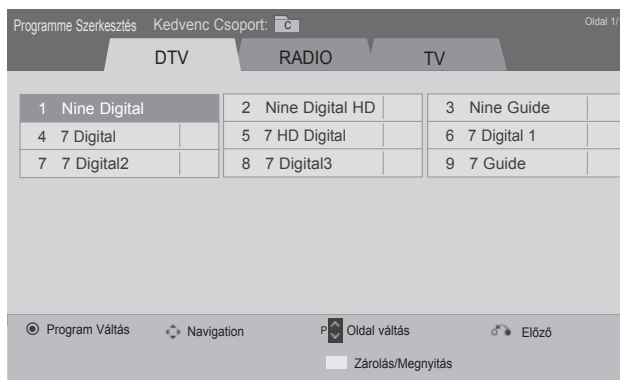 Programme Szerkesztés Kedvenc Csoport: C Oldal 1/
DTV RADIO TV
1 Nine Digital 2 Nine Digital HD 3 Nine Guide
4 7 Digital 5 7 HD Digital 6 7 Digital 1
7 7 Digital2 8 7 Digital3 9 7 Guide
Program Váltás Navigation P Oldal váltás Előző
Zárolás/Megnyitás